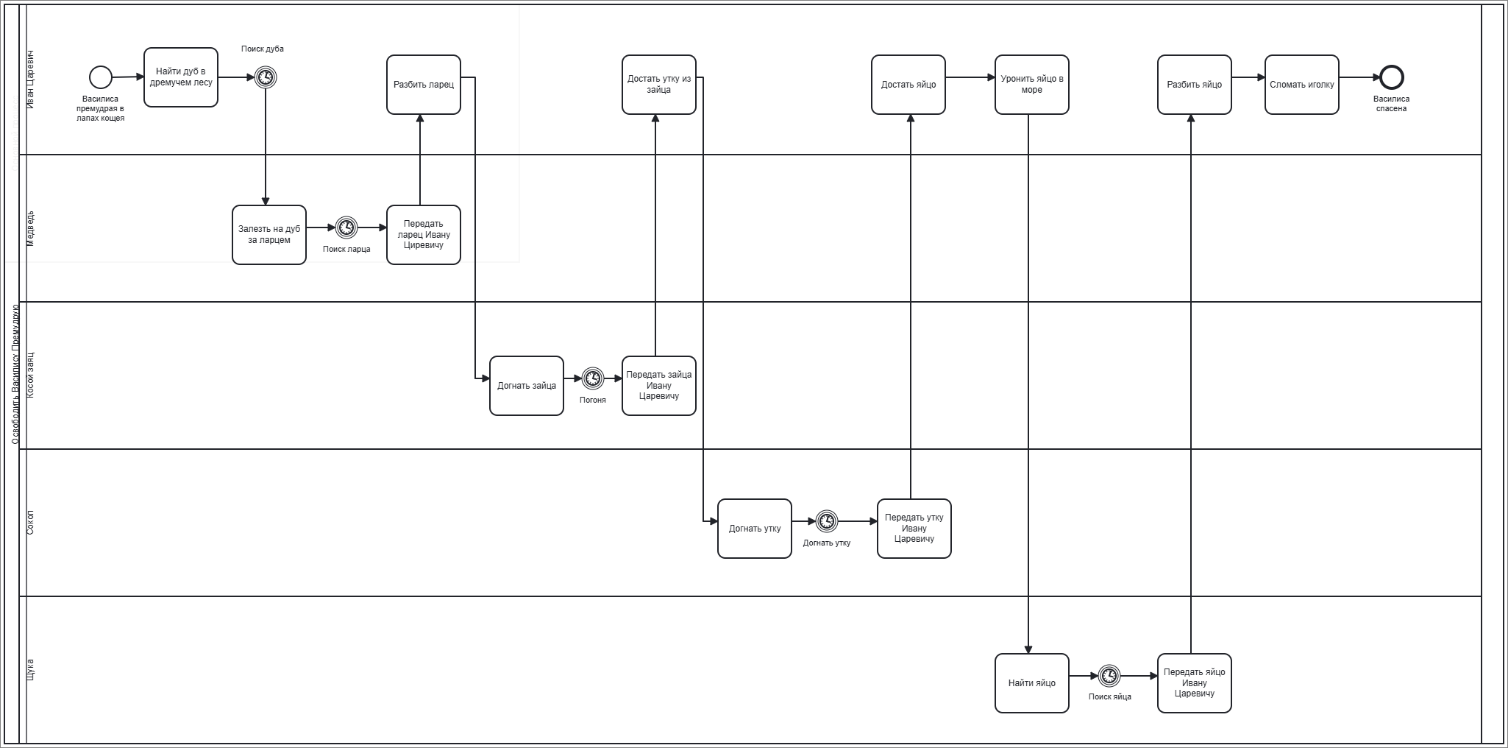 Освободить Василису Премудрую
Иван Царевич
Василиса
премудрая в
лапах кощея
Найти дуб в
дремучем лесу
Поиск дуба
Разбить ларец
Достать утку из
зайца
Достать яйцо
Уронить яйцо в
море
Разбить яйцо
Сломать иголку
Василиса
спасена
Медведь
Залезть на дуб
за ларцем
Поиск ларца
Передать
ларец Ивану
Циревичу
Косой заяц
Догнать зайца
Погоня
Передать зайца
Ивану
Царевичу
Сокол
Догнать утку
Догнать утку
Передать утку
Ивану
Царевичу
Щука
Найти яйцо
Поиск яйца
Передать яйцо
Ивану
Царевичу